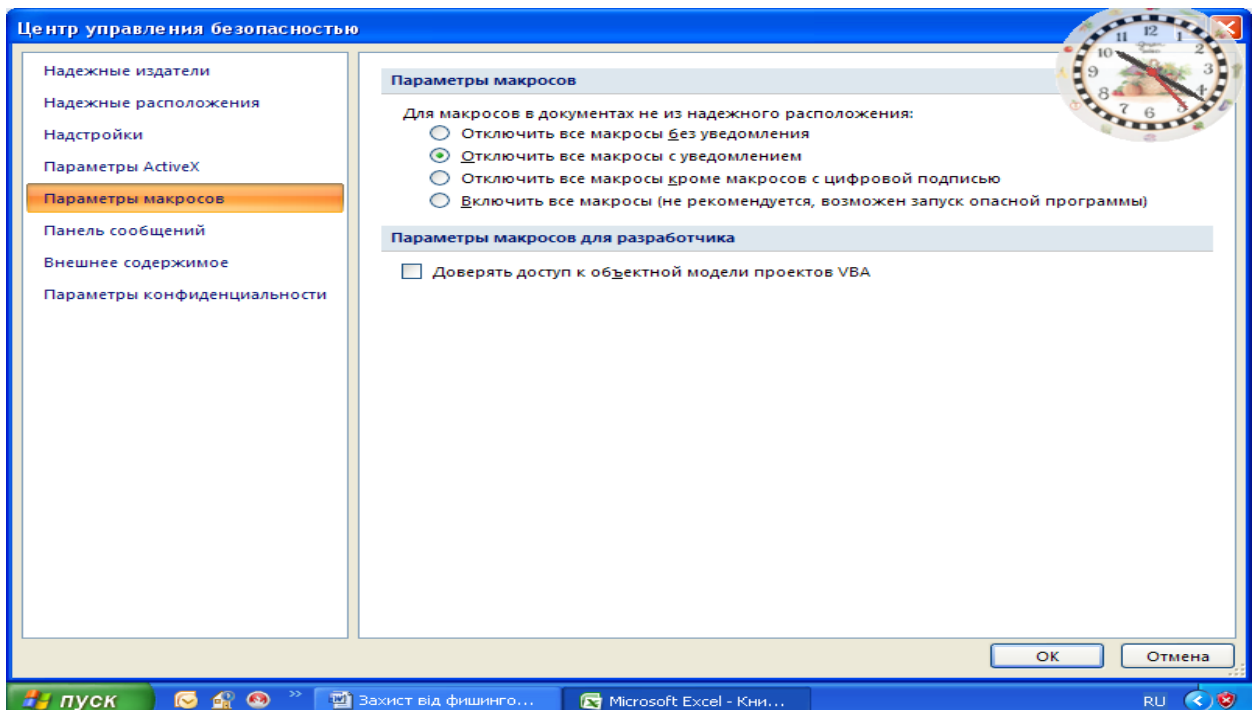 Центр управления безопасностью
Надежные издатели
Надежные расположения
Надстройки
Параметры ActiveX
Параметры макросов
Панель сообщений
Внешнее содержимое
Параметры конфиденциальности
Параметры макросов
Для макросов в документах не из надежного расположения:
Отключить все макросы без уведомления
Отключить все макросы с уведомлением
Отключить все макросы кроме макросов с цифровой подписью
Включить все макросы (не рекомендуется, возможен запуск опасной программы)
Параметры макросов для разработчика
Доверять доступ к объектной модели проектов VBA
11 12 1
10 2
9 3
8 4
7 6 5
ОК Отмена
пуск » Захист від фишинго... Microsoft Excel - Кни... RU